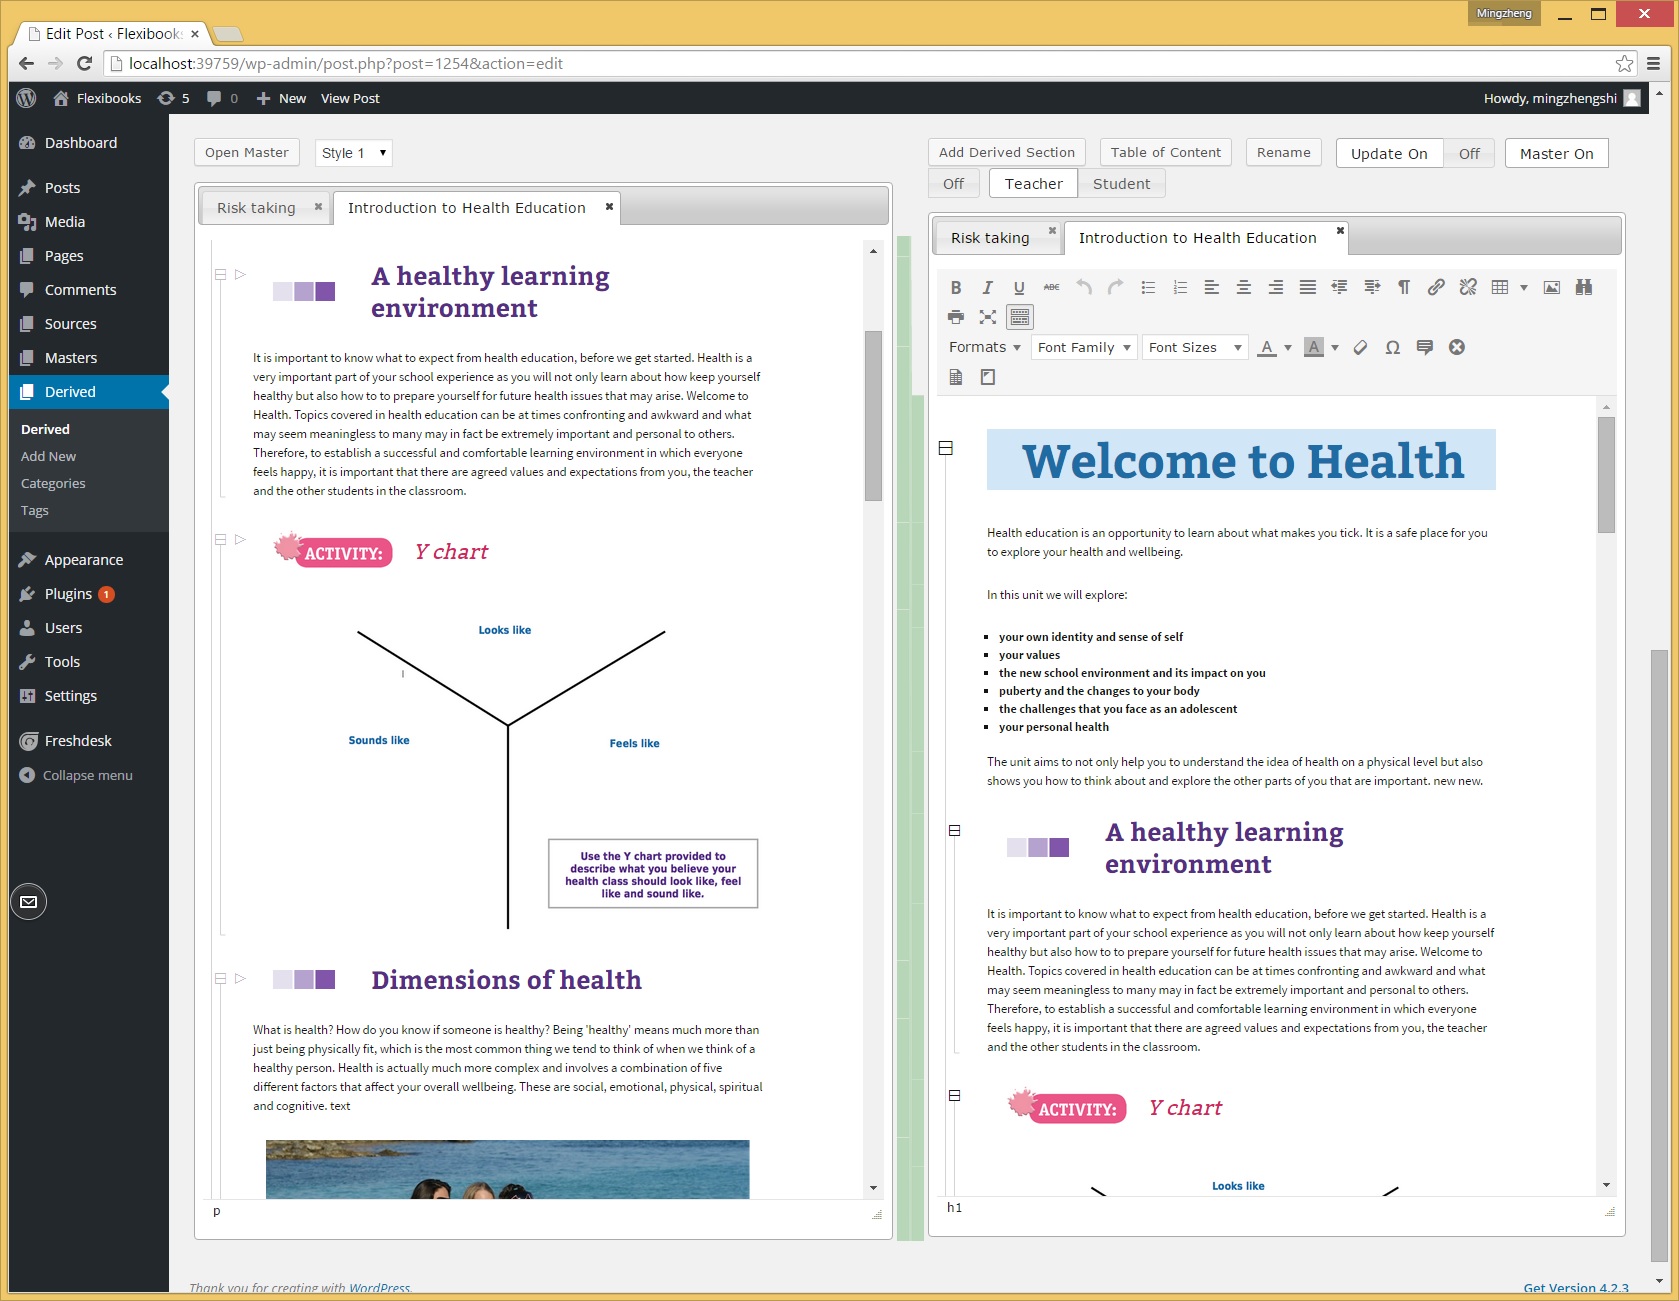 Mingzheng
Edit Post ‹ Flexibooks
localhost:39759/wp-admin/post.php?post=1254&action=edit
Flexibooks 5 0 New View Post Howdy, mingzhengshi
Dashboard
Posts
Media
Pages
Comments
Sources
Masters
Derived
Derived
Add New
Categories
Tags
Appearance
Plugins 1
Users
Tools
Settings
Freshdesk
Collapse menu
Open Master Style 1
Risk taking Introduction to Health Education
A healthy learning
environment
It is important to know what to expect from health education, before we get started. Health is a
very important part of your school experience as you will not only learn about how keep yourself
healthy but also how to to prepare yourself for future health issues that may arise. Welcome to
Health. Topics covered in health education can be at times confronting and awkward and what
may seem meaningless to many may in fact be extremely important and personal to others.
Therefore, to establish a successful and comfortable learning environment in which everyone
feels happy, it is important that there are agreed values and expectations from you, the teacher
and the other students in the classroom.
ACTIVITY: Y chart
Looks like
Sounds like
Feels like
Use the Y chart provided to
describe what you believe your
health class should look like, feel
like and sound like.
Dimensions of health
What is health? How do you know if someone is healthy? Being 'healthy' means much more than
just being physically fit, which is the most common thing we tend to think of when we think of a
healthy person. Health is actually much more complex and involves a combination of five
different factors that affect your overall wellbeing. These are social, emotional, physical, spiritual
and cognitive. text
p
Add Derived Section Table of Content Rename Update On Off Master On
Off Teacher Student
Risk taking Introduction to Health Education
B I U ABC
Formats Font Family Font Sizes A A Ω
Welcome to Health
Health education is an opportunity to learn about what makes you tick. It is a safe place for you
to explore your health and wellbeing.
In this unit we will explore:
your own identity and sense of self
your values
the new school environment and its impact on you
puberty and the changes to your body
the challenges that you face as an adolescent
your personal health
The unit aims to not only help you to understand the idea of health on a physical level but also
shows you how to think about and explore the other parts of you that are important. new new.
A healthy learning
environment
It is important to know what to expect from health education, before we get started. Health is a
very important part of your school experience as you will not only learn about how keep yourself
healthy but also how to to prepare yourself for future health issues that may arise. Welcome to
Health. Topics covered in health education can be at times confronting and awkward and what
may seem meaningless to many may in fact be extremely important and personal to others.
Therefore, to establish a successful and comfortable learning environment in which everyone
feels happy, it is important that there are agreed values and expectations from you, the teacher
and the other students in the classroom.
ACTIVITY: Y chart
Looks like
h1
Thank you for creating with WordPress.
Get Version 4.2.3